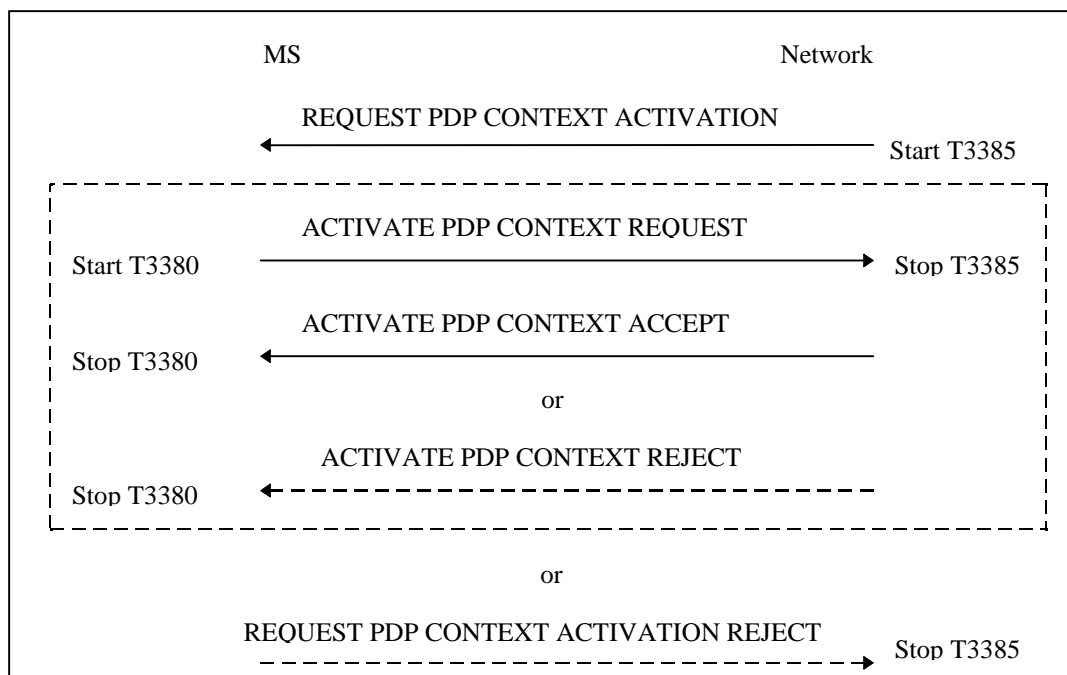 MS Network
REQUEST PDP CONTEXT ACTIVATION
Start T3385
ACTIVATE PDP CONTEXT REQUEST
Start T3380 Stop T3385
ACTIVATE PDP CONTEXT ACCEPT
Stop T3380
or
ACTIVATE PDP CONTEXT REJECT
Stop T3380
or
REQUEST PDP CONTEXT ACTIVATION REJECT
Stop T3385